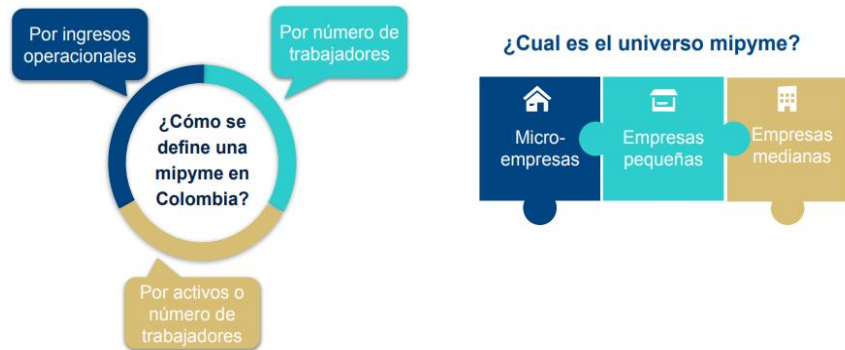 Por ingresos
operacionales
Por número de
trabajadores
¿Cómo se
define una
mipyme en
Colombia?
Por activos o
número de
trabajadores
¿Cual es el universo mipyme?
Micro-
empresas
Empresas
pequeñas
Empresas
medianas